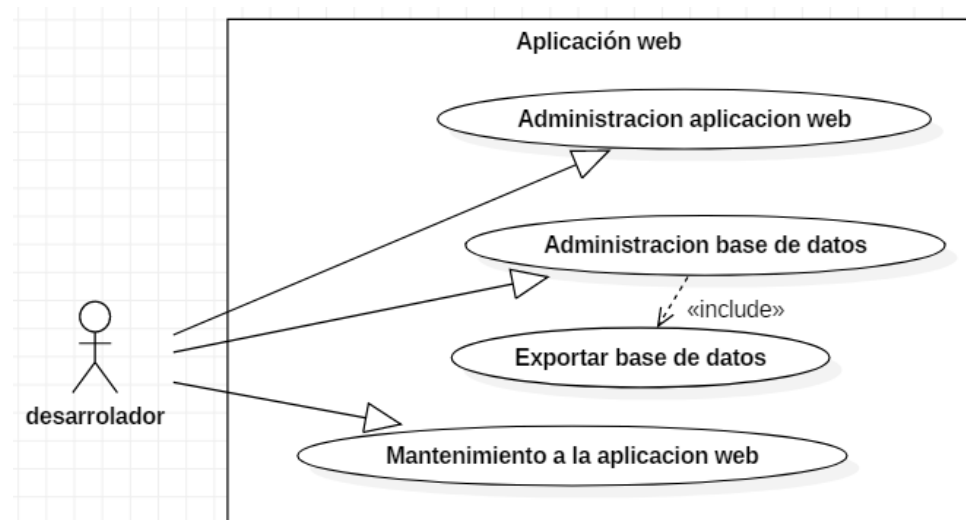 Aplicación web
Administracion aplicacion web
Administracion base de datos
«include»
Exportar base de datos
desarrolador
Mantenimiento a la aplicacion web